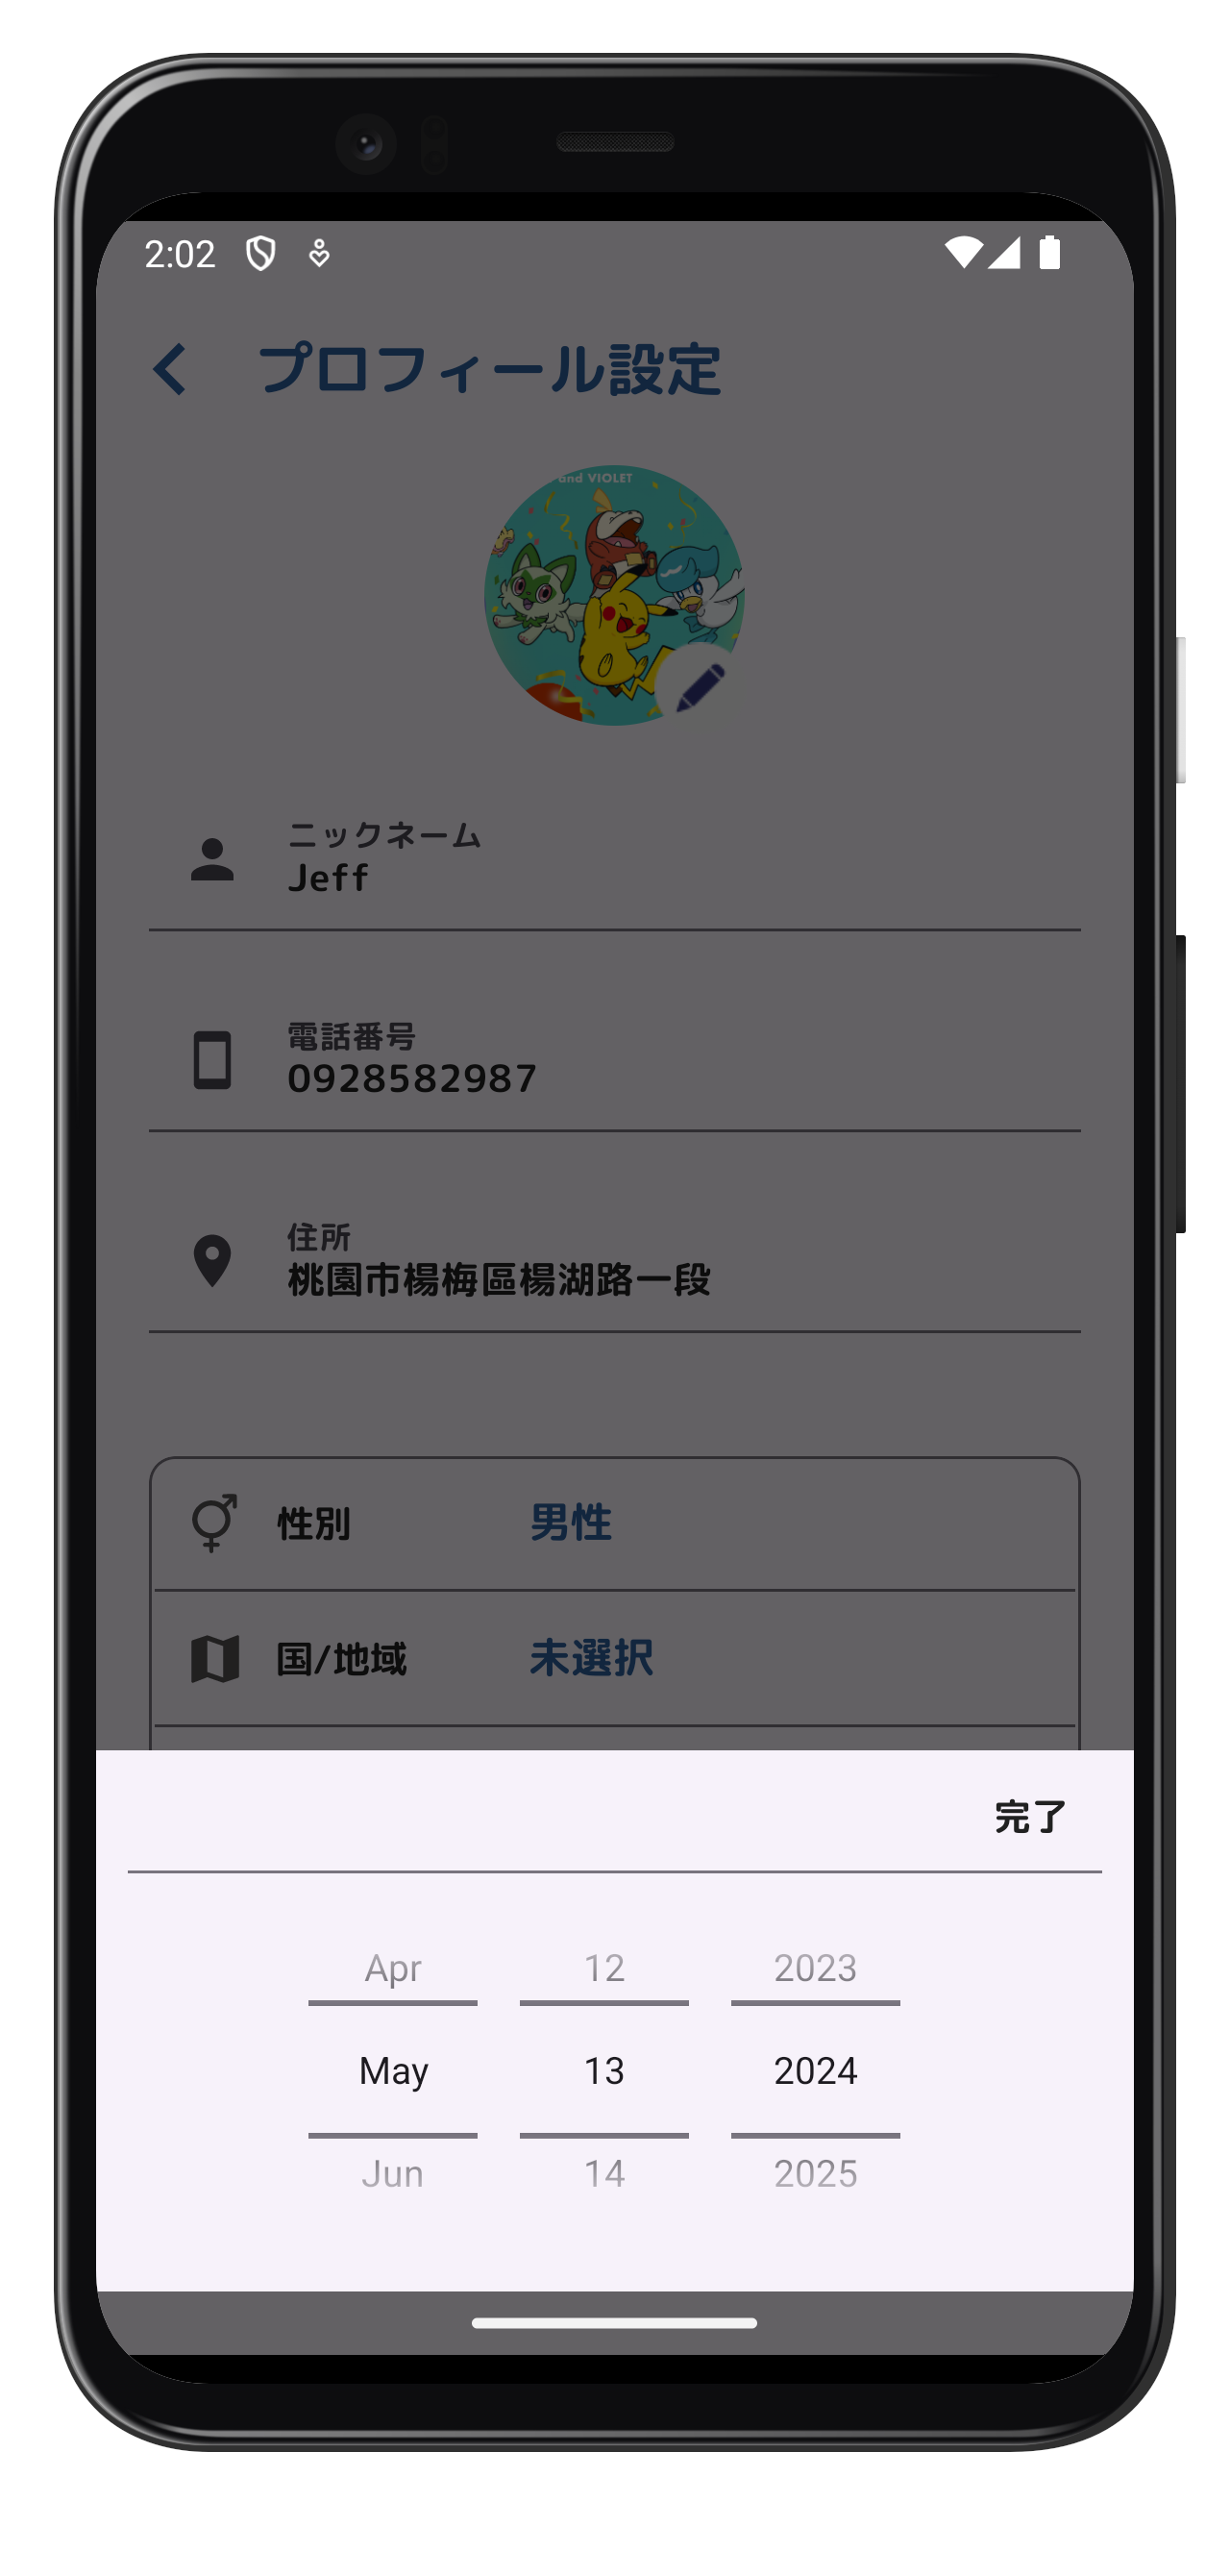 2:02
プロフィール設定
and VIOLET
ニックネーム
Jeff
電話番号
0928582987
住所
桃園市楊梅區楊湖路一段
性別 男性
国/地域 未選択
完了
Apr 12 2023
May 13 2024
Jun 14 2025